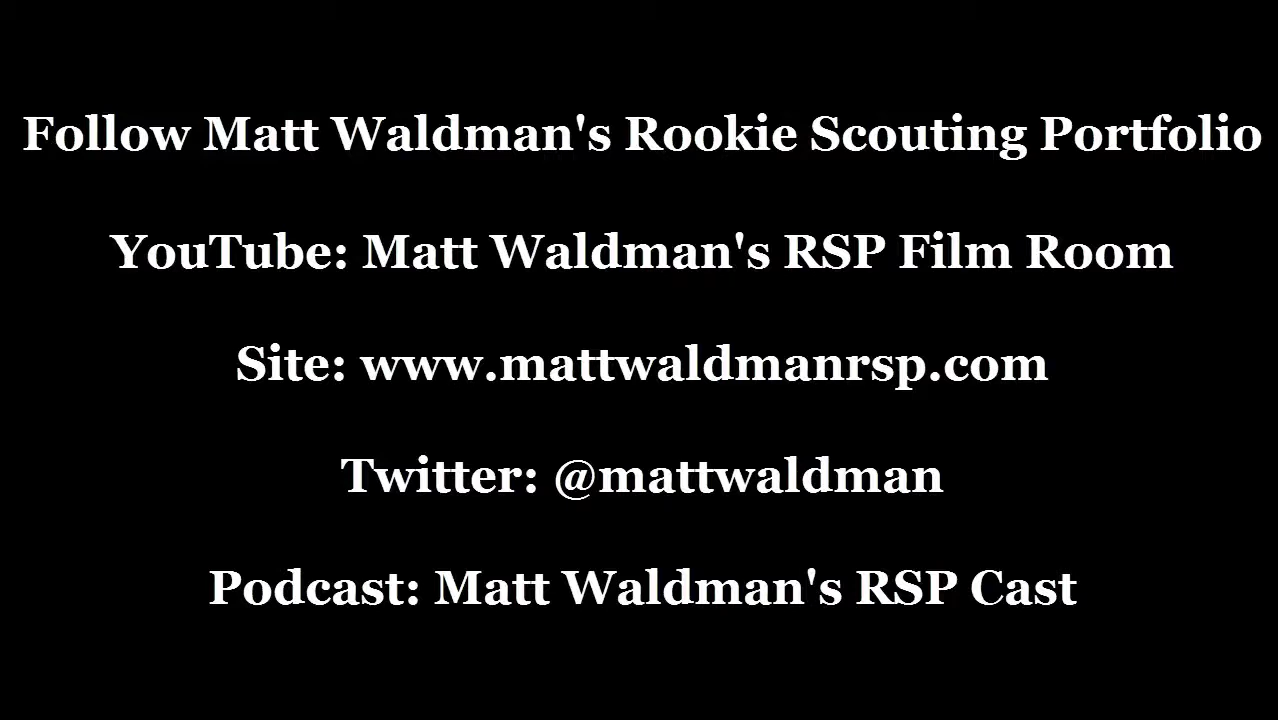 Follow Matt Waldman's Rookie Scouting Portfolio
YouTube: Matt Waldman's RSP Film Room
Site: www.mattwaldmanrsp.com
Twitter: @mattwaldman
Podcast: Matt Waldman's RSP Cast